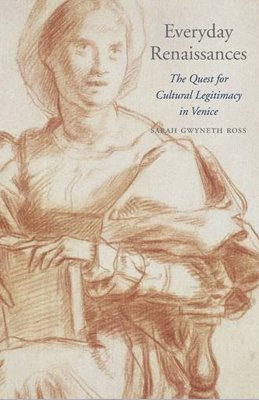 Everyday
Renaissances
The Quest for
Cultural Legitimacy
in Venice
SARAH GWYNETH ROSS